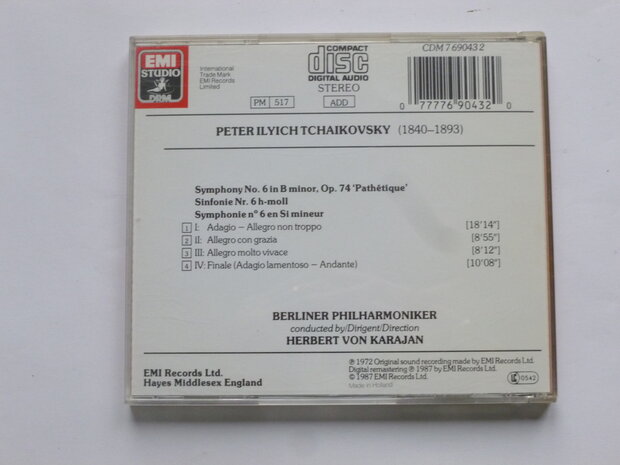 EMI
STUDIO
DRM
International
Trade Mark
EMI Records
Limited
COMPACT
disc
DIGITAL AUDIO
STEREO
CDM 7 69043 2
PM 517
ADD
0 77776 90432 0
PETER ILYICH TCHAIKOVSKY (1840–1893)
Symphony No. 6 in B minor, Op. 74 'Pathétique'
Sinfonie Nr. 6 h-moll
Symphonie n° 6 en Si mineur
1 I: Adagio – Allegro non troppo [18'14"]
2 II: Allegro con grazia [8'55"]
3 III: Allegro molto vivace [8'12"]
4 IV: Finale (Adagio lamentoso – Andante) [10'08"]
BERLINER PHILHARMONIKER
conducted by/Dirigent/Direction
HERBERT VON KARAJAN
EMI Records Ltd.
Hayes Middlesex England
℗ 1972 Original sound recording made by EMI Records Ltd.
Digital remastering ℗ 1987 by EMI Records Ltd.
© 1987 EMI Records Ltd.
Made in Holland
0542